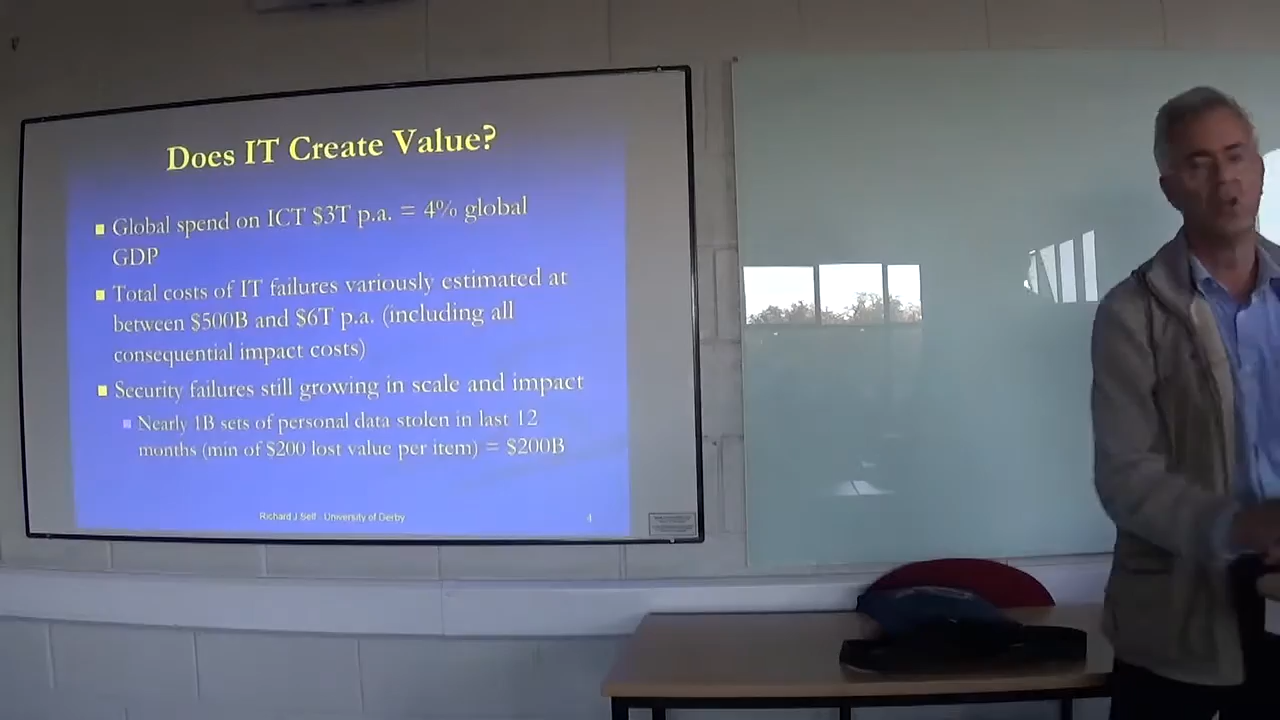 Does IT Create Value?
Global spend on ICT $3T p.a. = 4% global
GDP
Total costs of IT failures variously estimated at
between $500B and $6T p.a. (including all
consequential impact costs)
Security failures still growing in scale and impact
Nearly 1B sets of personal data stolen in last 12
months (min of $200 lost value per item) = $200B
Richard J Self - University of Derby
4